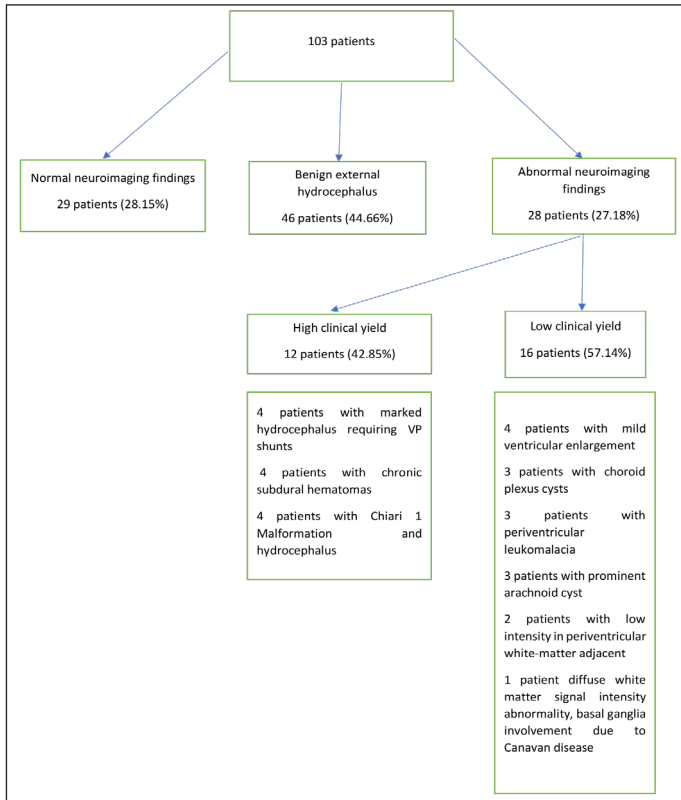 103 patients
Normal neuroimaging findings
29 patients (28.15%)
Benign external
hydrocephalus
46 patients (44.66%)
Abnormal neuroimaging
findings
28 patients (27.18%)
High clinical yield
12 patients (42.85%)
Low clinical yield
16 patients (57.14%)
4 patients with marked
hydrocephalus requiring VP
shunts
4 patients with chronic
subdural hematomas
4 patients with Chiari 1
Malformation and
hydrocephalus
4 patients with mild
ventricular enlargement
3 patients with choroid
plexus cysts
3 patients with
periventricular
leukomalacia
3 patients with prominent
arachnoid cyst
2 patients with low
intensity in periventricular
white-matter adjacent
1 patient diffuse white
matter signal intensity
abnormality, basal ganglia
involvement due to
Canavan disease